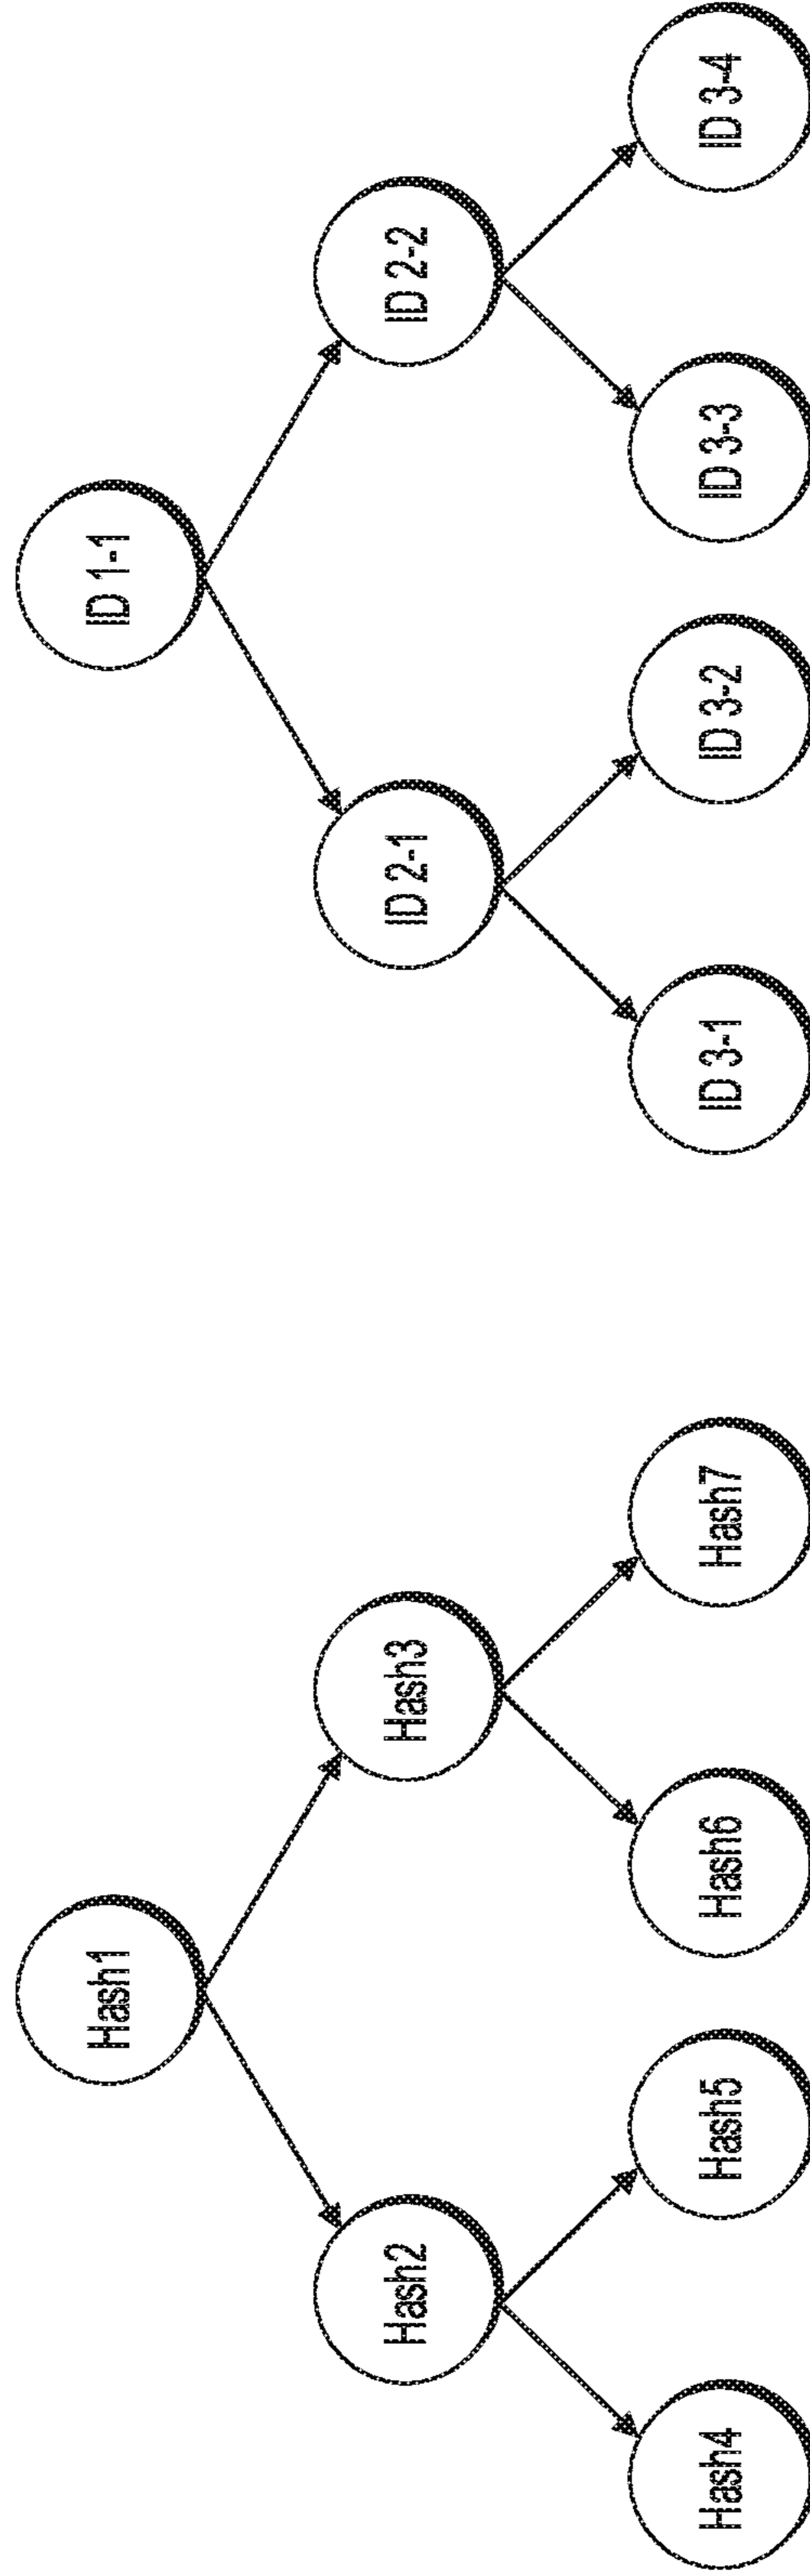 Hash1
Hash2
Hash3
Hash4
Hash5
Hash6
Hash7
ID 1-1
ID 2-1
ID 2-2
ID 3-1
ID 3-2
ID 3-3
ID 3-4